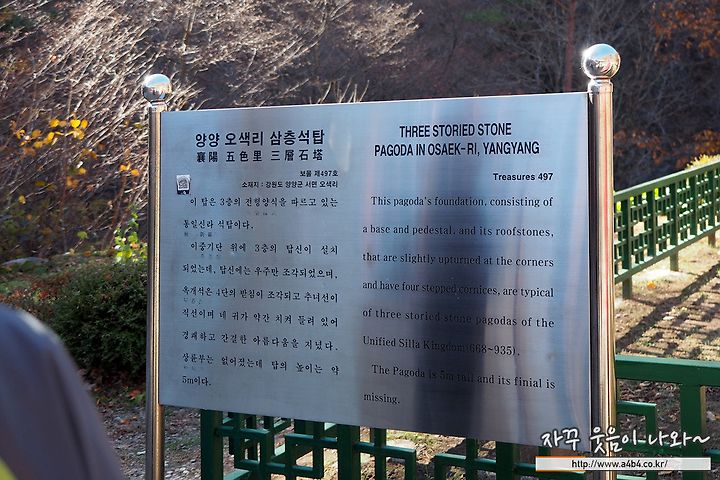 양양 오색리 삼층석탑
襄陽 五色里 三層石塔
보물 제497호
소재지 : 강원도 양양군 서면 오색리
이 탑은 3층의 전형양식을 따르고 있는
통일신라 석탑이다.
이중기단 위에 3층의 탑신이 설치
되었는데, 탑신에는 우주만 조각되었으며,
옥개석은 4단의 받침이 조각되고 추녀선이
직선이며 네 귀가 약간 치켜 들려 있어
경쾌하고 간결한 아름다움을 지녔다.
상륜부는 없어졌는데 탑의 높이는 약
5m이다.
THREE STORIED STONE
PAGODA IN OSAEK-RI, YANGYANG
Treasures 497
This pagoda's foundation, consisting of
a base and pedestal, and its roofstones,
that are slightly upturned at the corners
and have four stepped cornices, are typical
of three storied stone pagodas of the
Unified Silla Kingdom(668~935).
The Pagoda is 5m tall and its finial is
missing.
자꾸 웃음이 나와~
http://www.a4b4.co.kr/